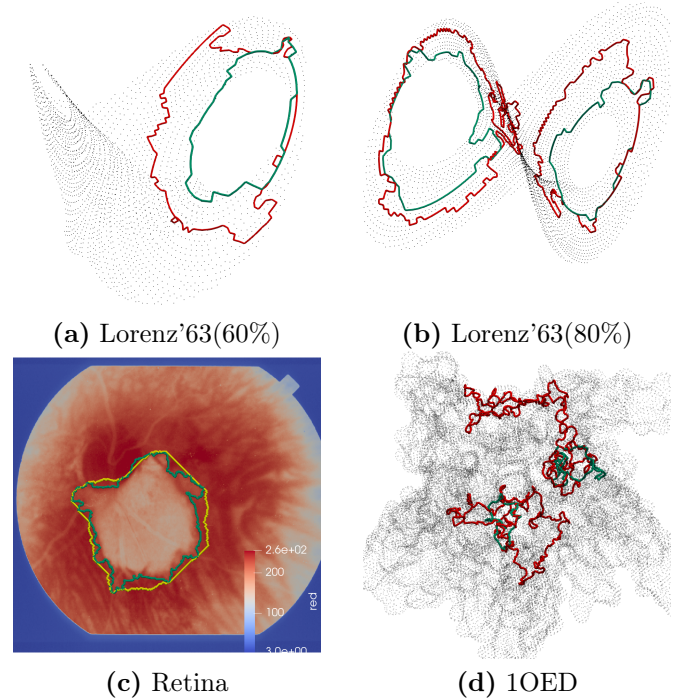 (a) Lorenz'63(60%)
(b) Lorenz'63(80%)
2.6e+02
200
100
3.0e+00
red
(c) Retina
(d) 1OED